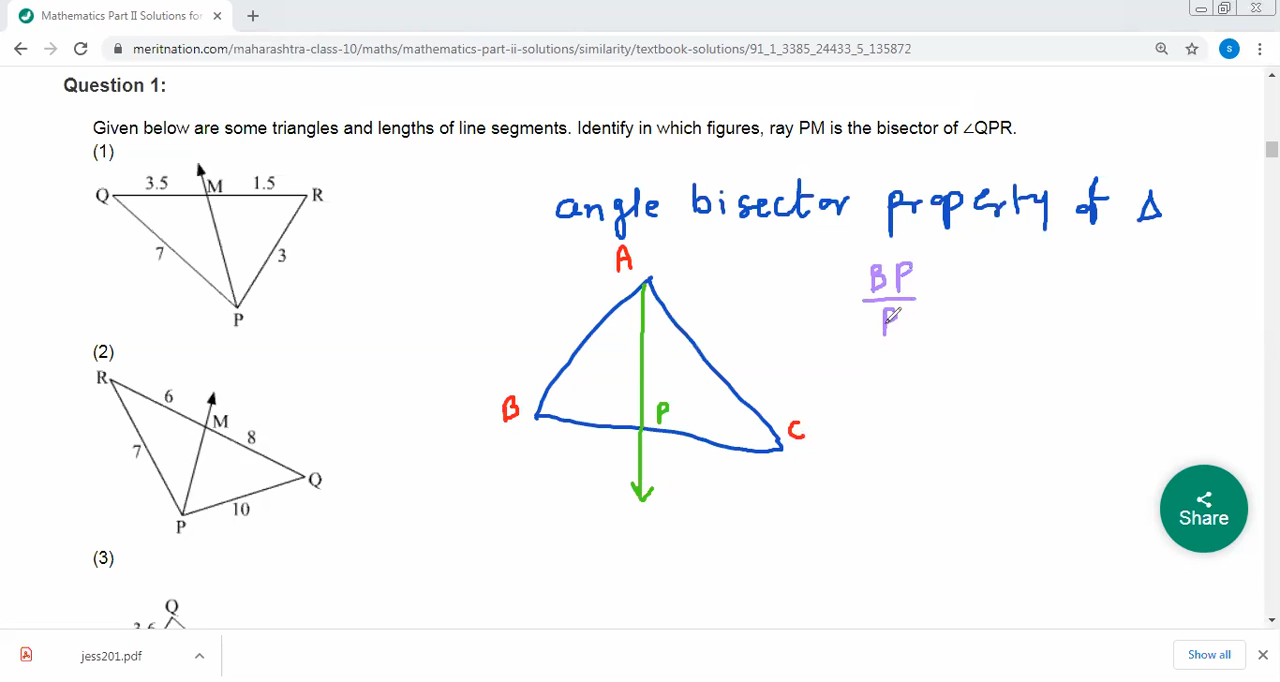 Mathematics Part II Solutions for
meritnation.com/maharashtra-class-10/maths/mathematics-part-ii-solutions/similarity/textbook-solutions/91_1_3385_24433_5_135872
S
Question 1:
Given below are some triangles and lengths of line segments. Identify in which figures, ray PM is the bisector of ∠QPR.
(1)
Q 3.5 M 1.5 R
7 3
P
angle bisector property of Δ
A
BP
P
B P C
(2)
R 6 M
8
7 Q
10
P
(3)
Q
3.6
Share
jess201.pdf
Show all